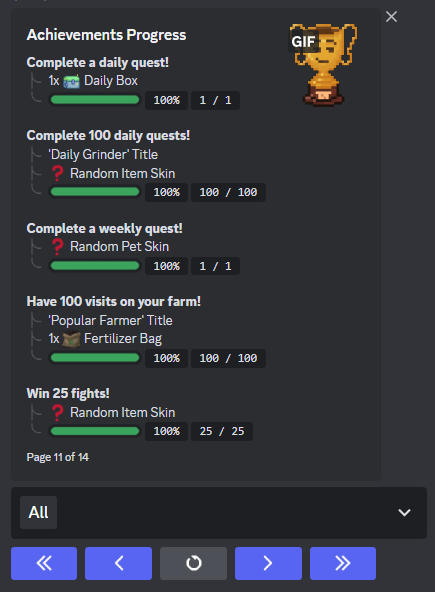 Achievements Progress
GIF
Complete a daily quest!
1x Daily Box
100% 1 / 1
Complete 100 daily quests!
'Daily Grinder' Title
❓ Random Item Skin
100% 100 / 100
Complete a weekly quest!
❓ Random Pet Skin
100% 1 / 1
Have 100 visits on your farm!
'Popular Farmer' Title
1x Fertilizer Bag
100% 100 / 100
Win 25 fights!
❓ Random Item Skin
100% 25 / 25
Page 11 of 14
All